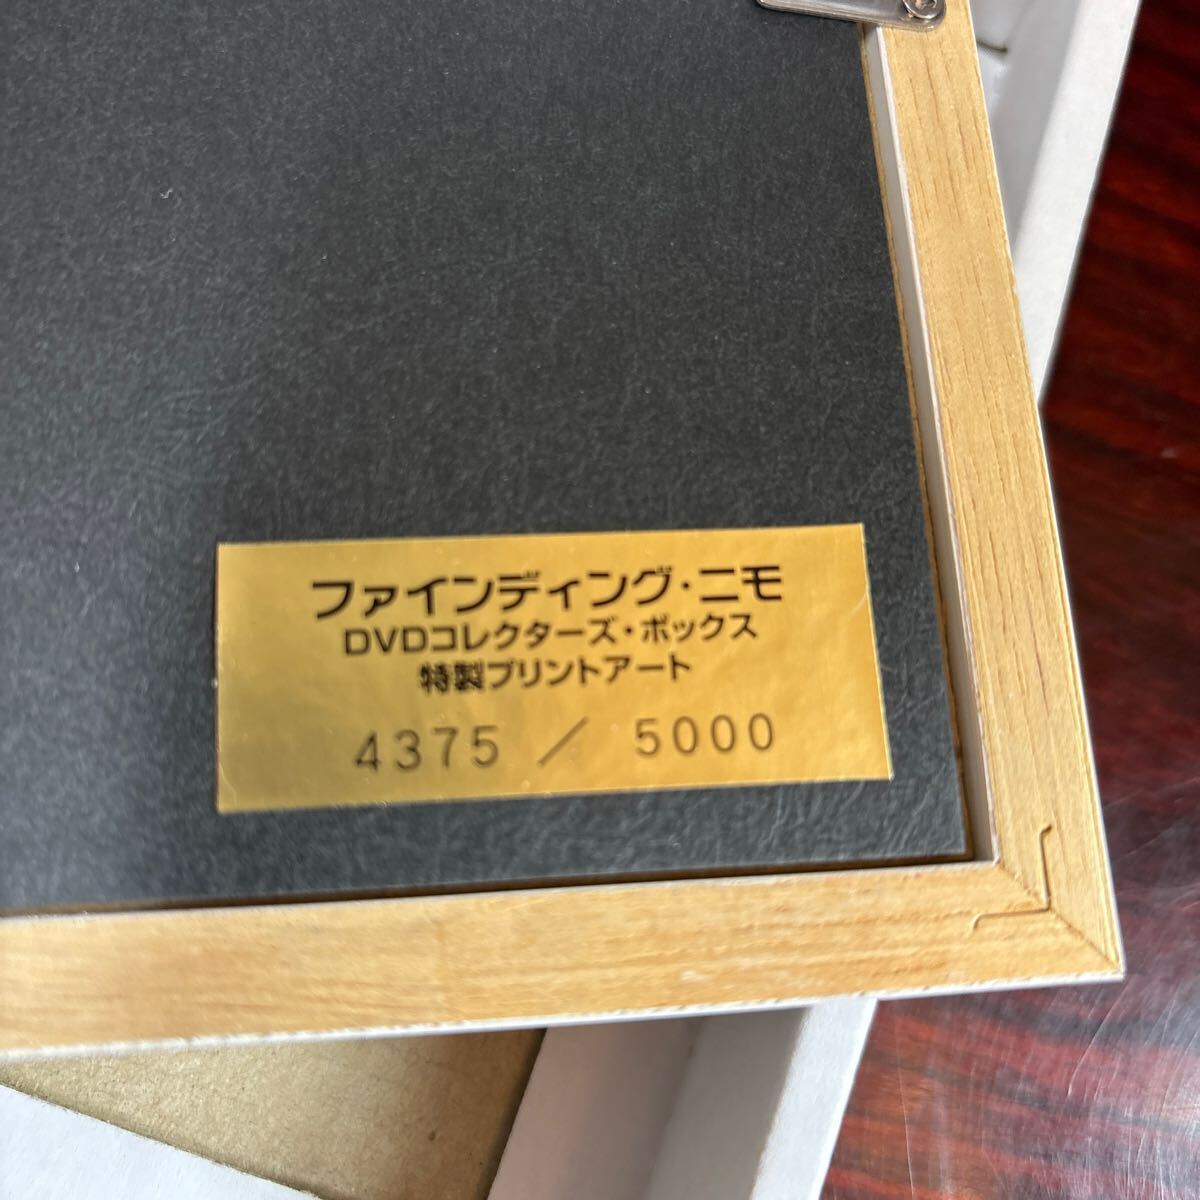 ファインディング・ニモ
DVDコレクターズ・ボックス
特製プリントアート
4375 / 5000